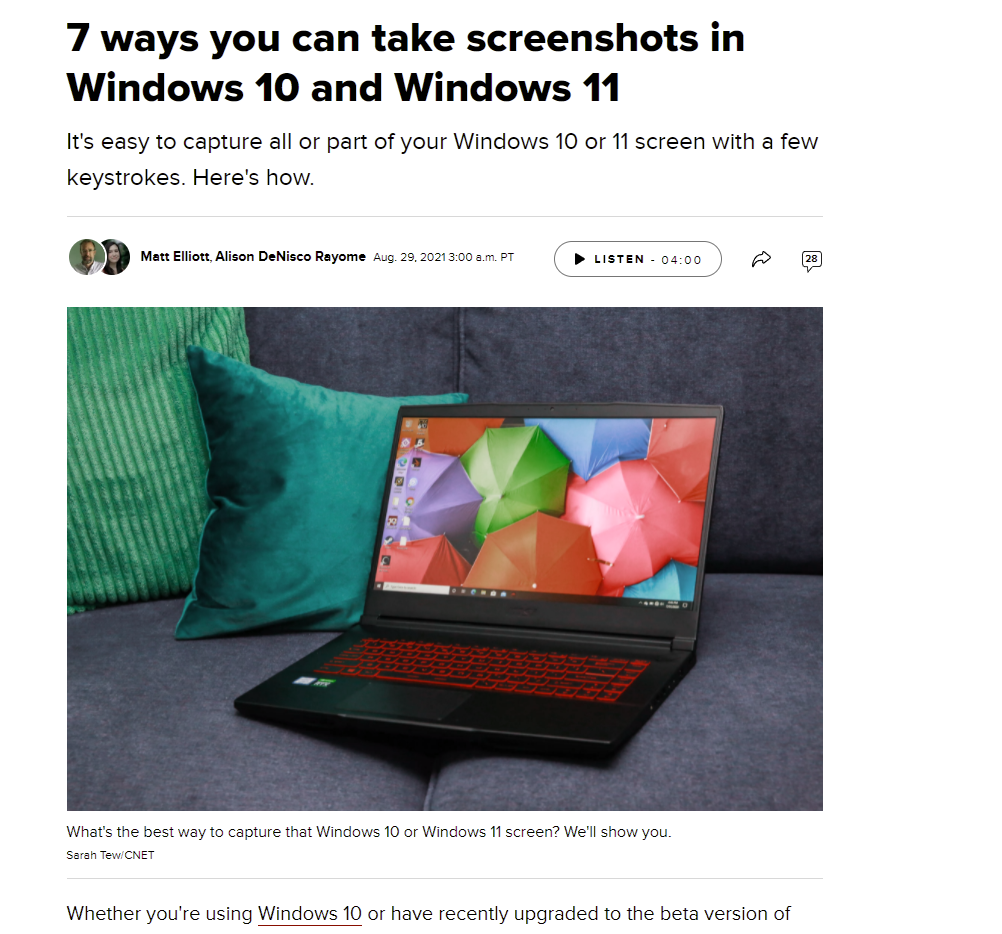 7 ways you can take screenshots in
Windows 10 and Windows 11
It's easy to capture all or part of your Windows 10 or 11 screen with a few
keystrokes. Here's how.
Matt Elliott, Alison DeNisco Rayome Aug. 29, 2021 3:00 a.m. PT
LISTEN - 04:00
28
What's the best way to capture that Windows 10 or Windows 11 screen? We'll show you.
Sarah Tew/CNET
Whether you're using Windows 10 or have recently upgraded to the beta version of